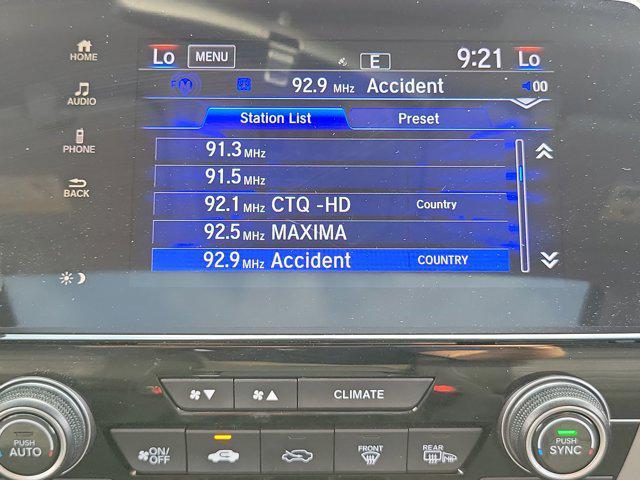 HOME
AUDIO
PHONE
BACK
Lo MENU E 9:21 Lo
92.9 MHz Accident 00
Station List Preset
91.3 MHz
91.5 MHz
92.1 MHz CTQ -HD Country
92.5 MHz MAXIMA
92.9 MHz Accident COUNTRY
CLIMATE
PUSH AUTO
ON/OFF
FRONT
REAR
PUSH SYNC